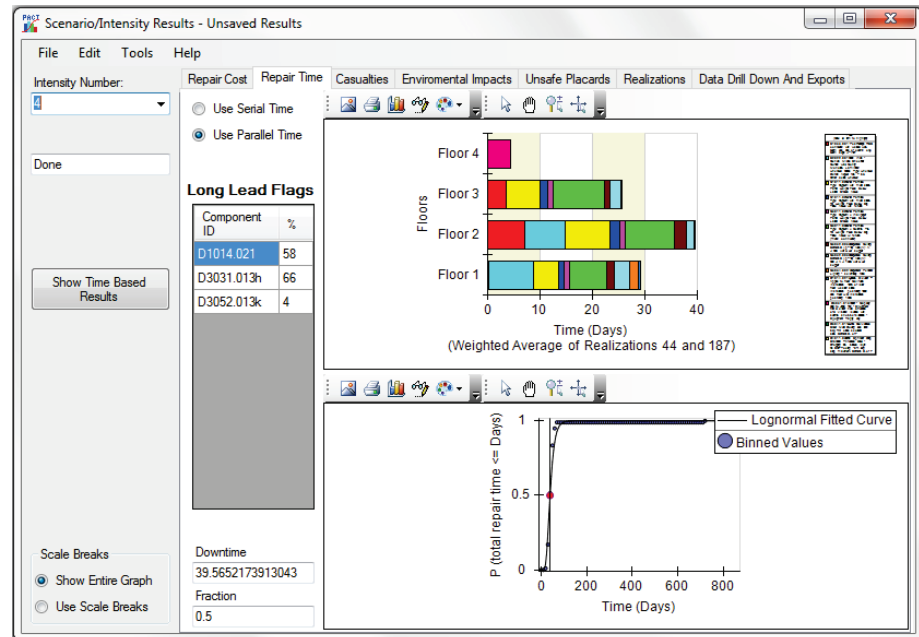 PACT
Scenario/Intensity Results - Unsaved Results
File Edit Tools Help
Intensity Number:
4
Done
Show Time Based
Results
Scale Breaks
Show Entire Graph
Use Scale Breaks
Repair Cost Repair Time Casualties Enviromental Impacts Unsafe Placards Realizations Data Drill Down And Exports
Use Serial Time
Use Parallel Time
Long Lead Flags
Component
ID %
D1014.021 58
D3031.013h 66
D3052.013k 4
Downtime
39.5652173913043
Fraction
0.5
Floors
Floor 4
Floor 3
Floor 2
Floor 1
0 10 20 30 40
Time (Days)
(Weighted Average of Realizations 44 and 187)
P (total repair time <= Days)
1
0.5
0
0 200 400 600 800
Time (Days)
Lognormal Fitted Curve
Binned Values